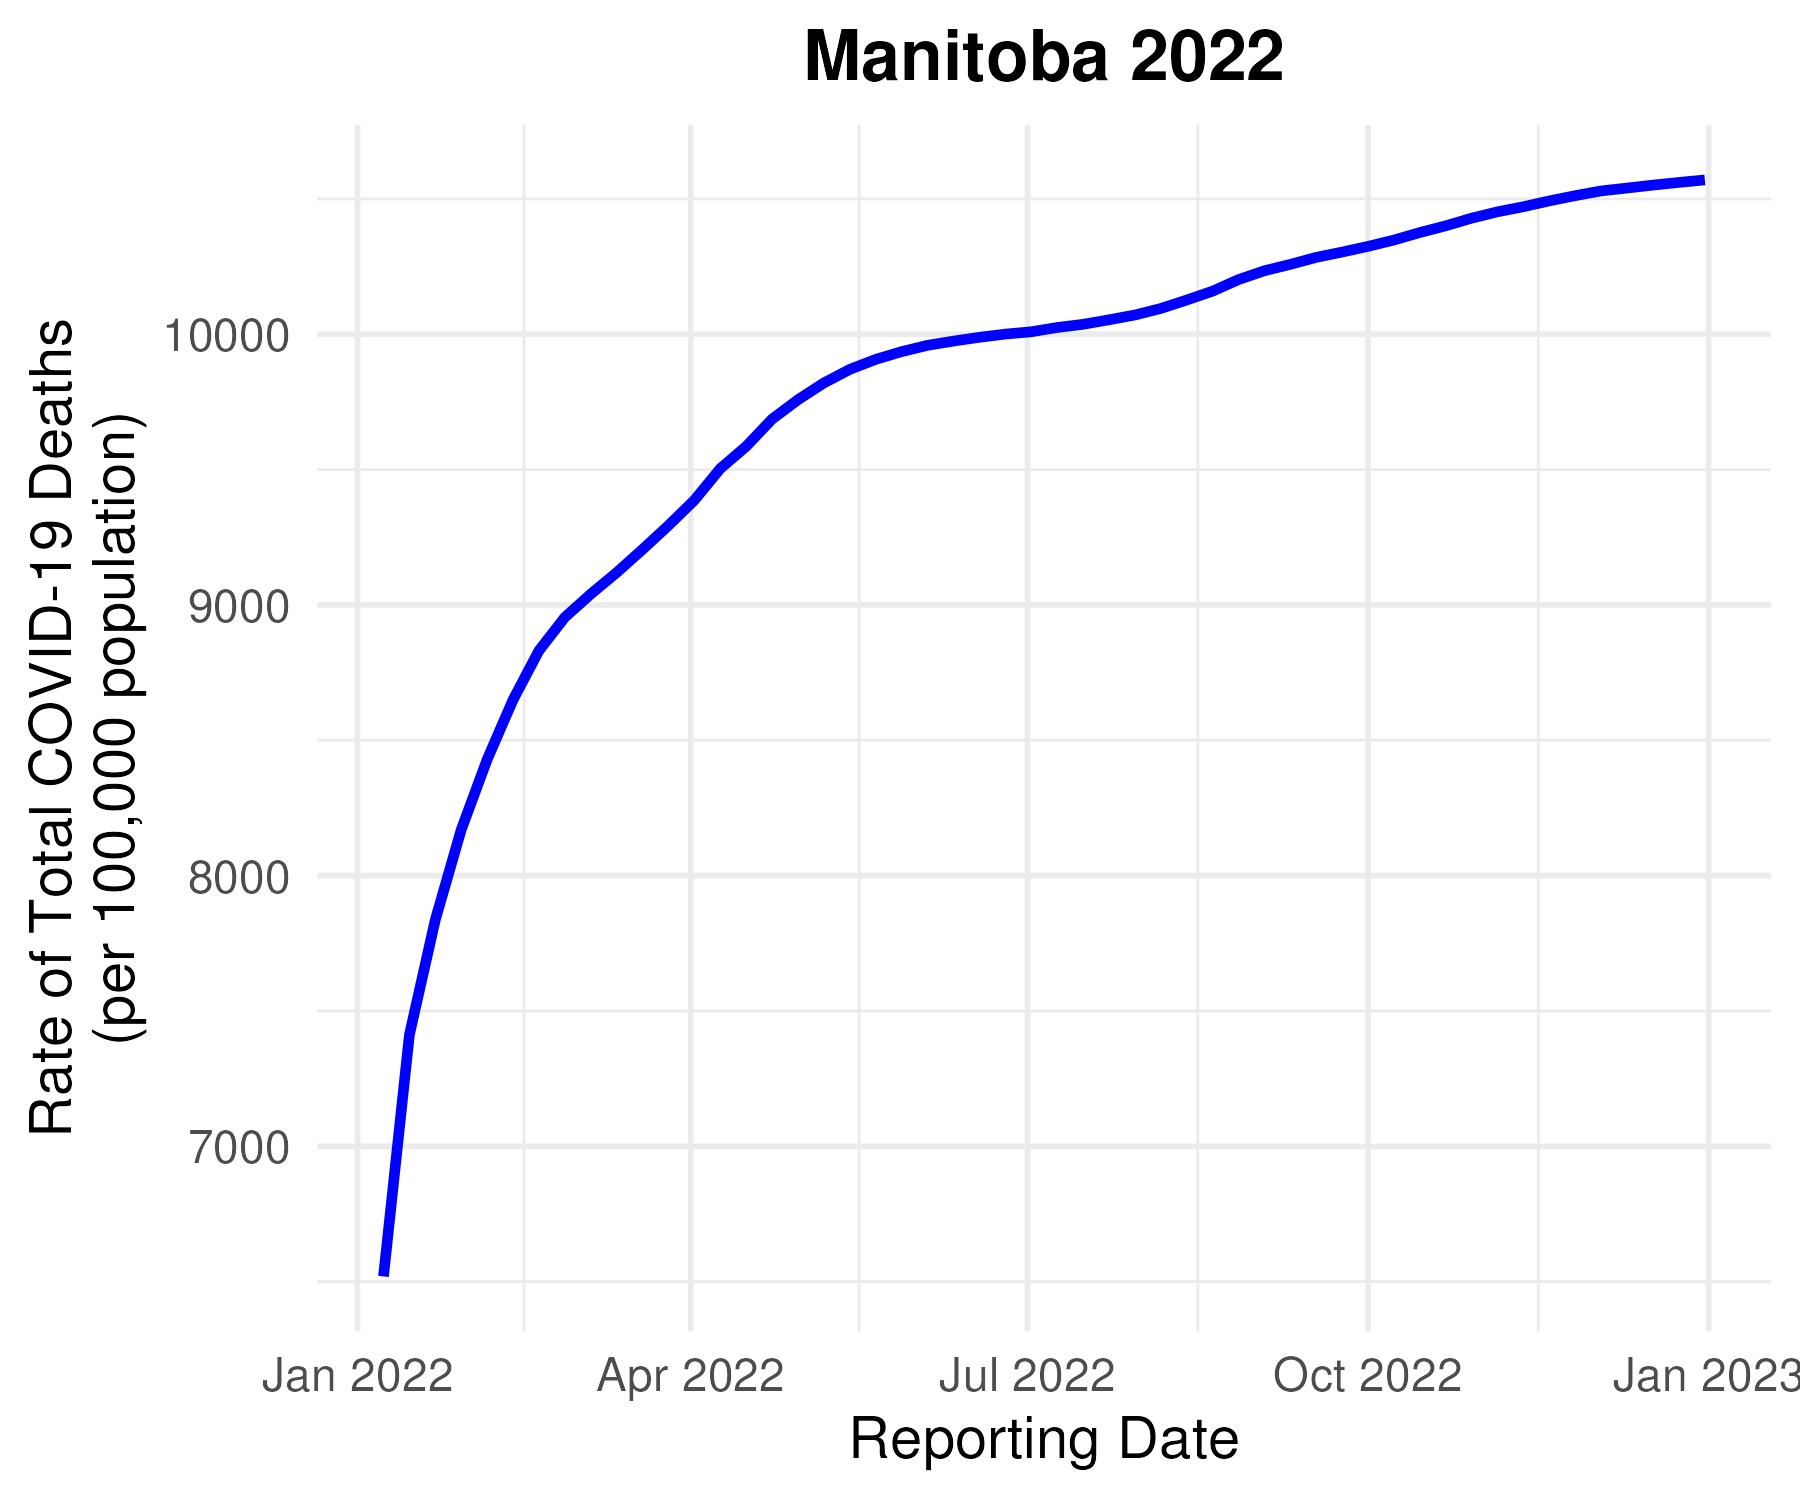 Manitoba 2022
Rate of Total COVID-19 Deaths
(per 100,000 population)
10000
9000
8000
7000
Jan 2022
Apr 2022
Jul 2022
Oct 2022
Jan 2023
Reporting Date